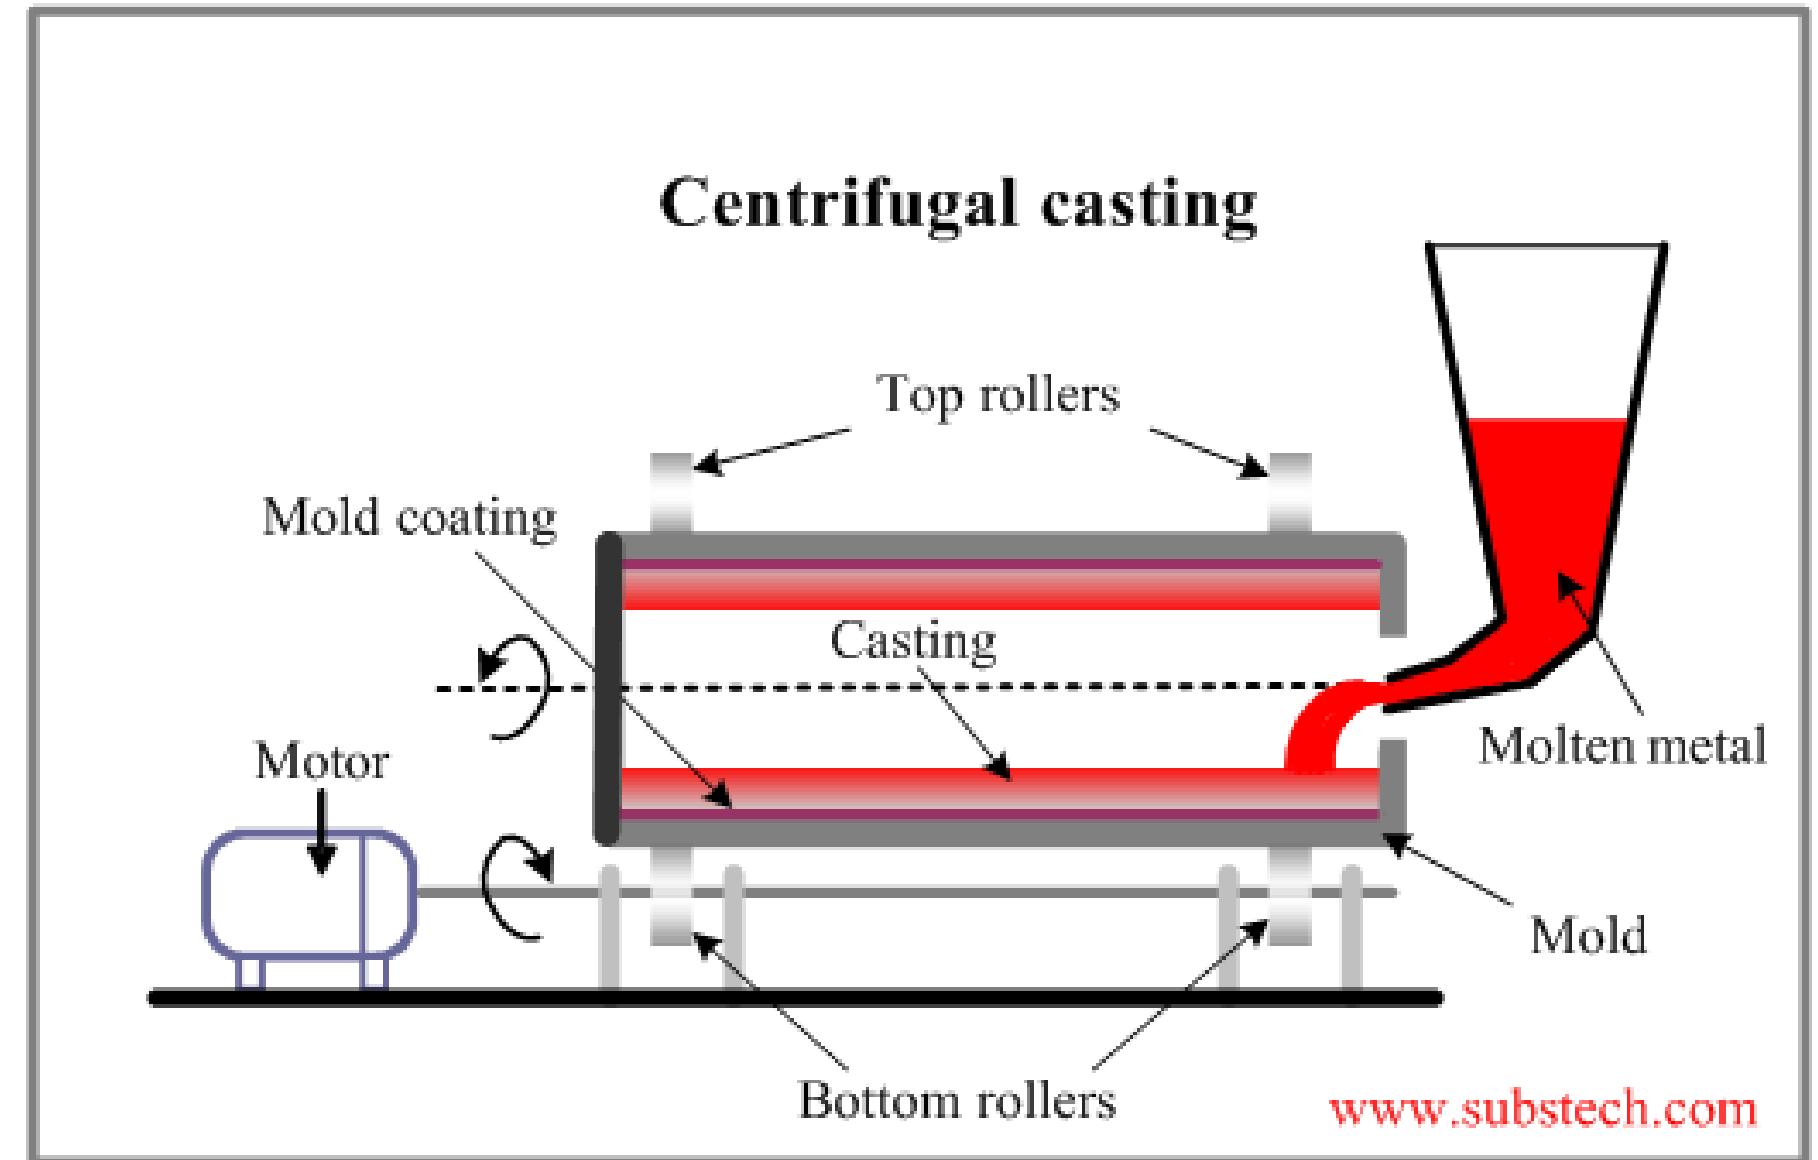 Centrifugal casting
Top rollers
Mold coating
Casting
Molten metal
Motor
Mold
Bottom rollers
www.substech.com